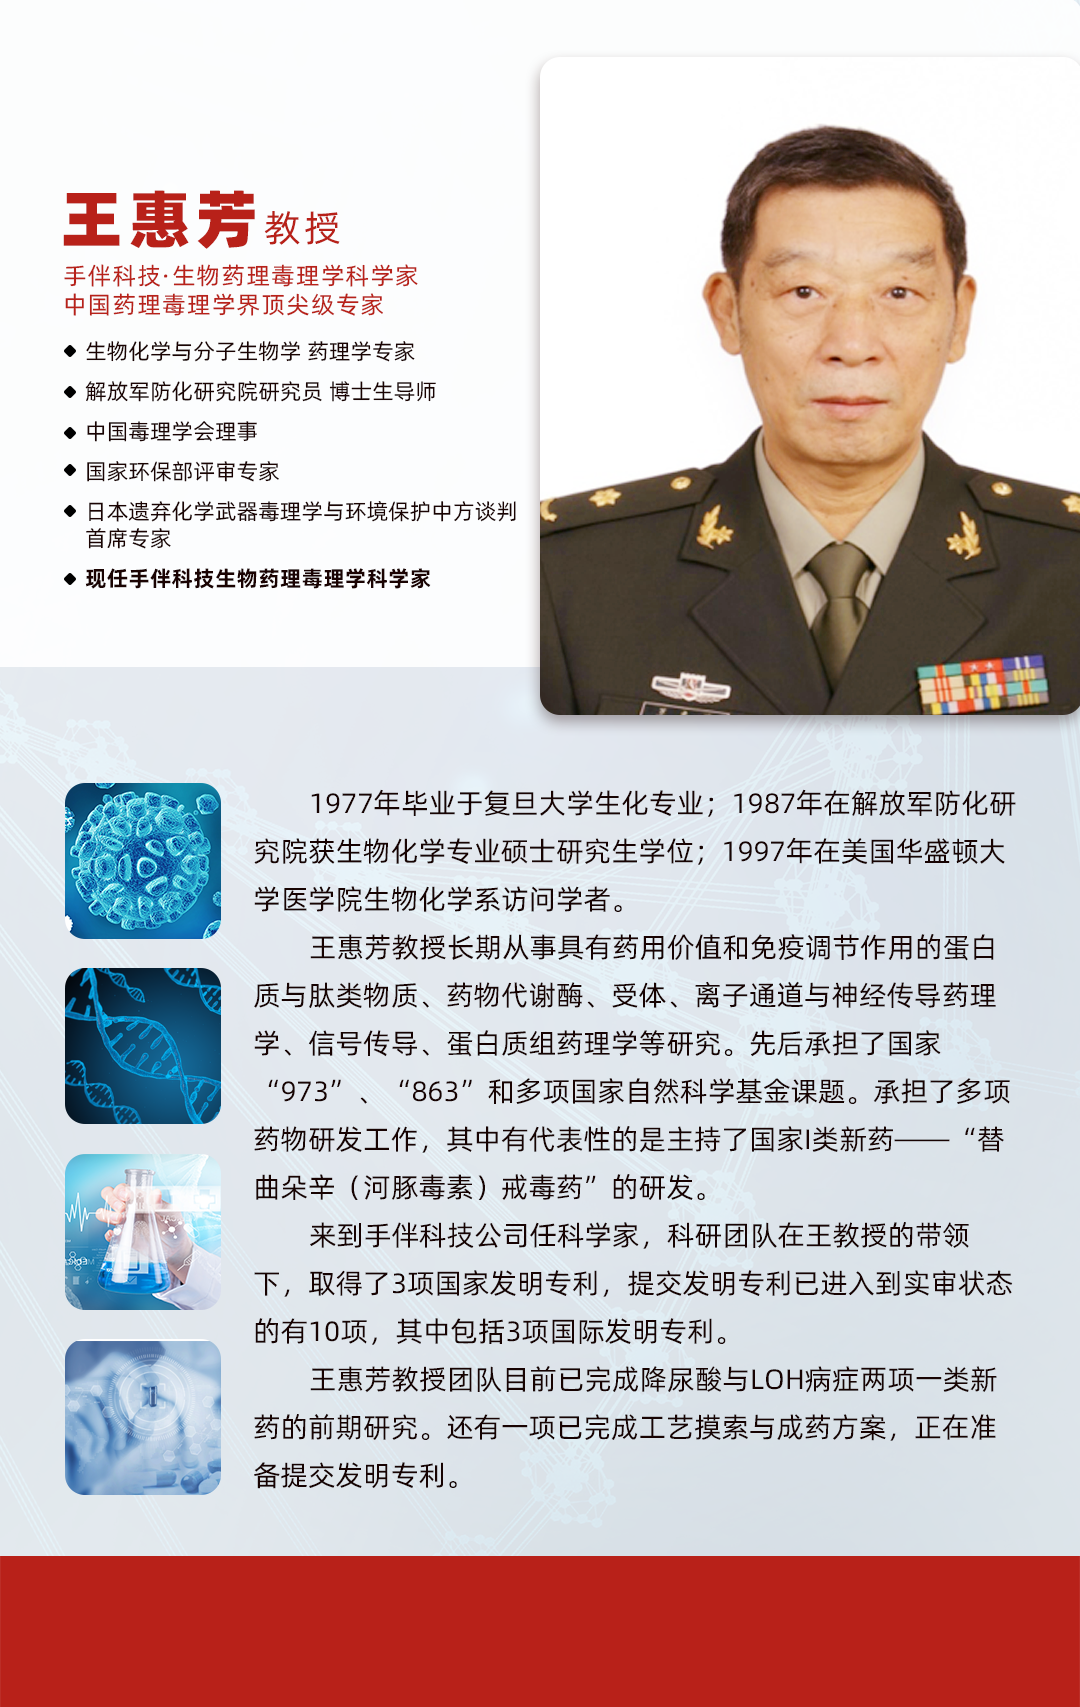 王惠芳教授
手伴科技·生物药理毒理学科学家
中国药理毒理学界顶尖级专家
◆ 生物化学与分子生物学 药理学专家
◆ 解放军防化研究院研究员 博士生导师
◆ 中国毒理学会理事
◆ 国家环保部评审专家
◆ 日本遗弃化学武器毒理学与环境保护中方谈判
首席专家
◆ 现任手伴科技生物药理毒理学科学家
1977年毕业于复旦大学生化专业；1987年在解放军防化研
究院获生物化学专业硕士研究生学位；1997年在美国华盛顿大
学医学院生物化学系访问学者。
王惠芳教授长期从事具有药用价值和免疫调节作用的蛋白
质与肽类物质、药物代谢酶、受体、离子通道与神经传导药理
学、信号传导、蛋白质组药理学等研究。先后承担了国家
“973”、“863”和多项国家自然科学基金课题。承担了多项
药物研发工作，其中有代表性的是主持了国家I类新药——“替
曲朵辛（河豚毒素）戒毒药”的研发。
来到手伴科技公司任科学家，科研团队在王教授的带领
下，取得了3项国家发明专利，提交发明专利已进入到实审状态
的有10项，其中包括3项国际发明专利。
王惠芳教授团队目前已完成降尿酸与LOH病症两项一类新
药的前期研究。还有一项已完成工艺摸索与成药方案，正在准
备提交发明专利。